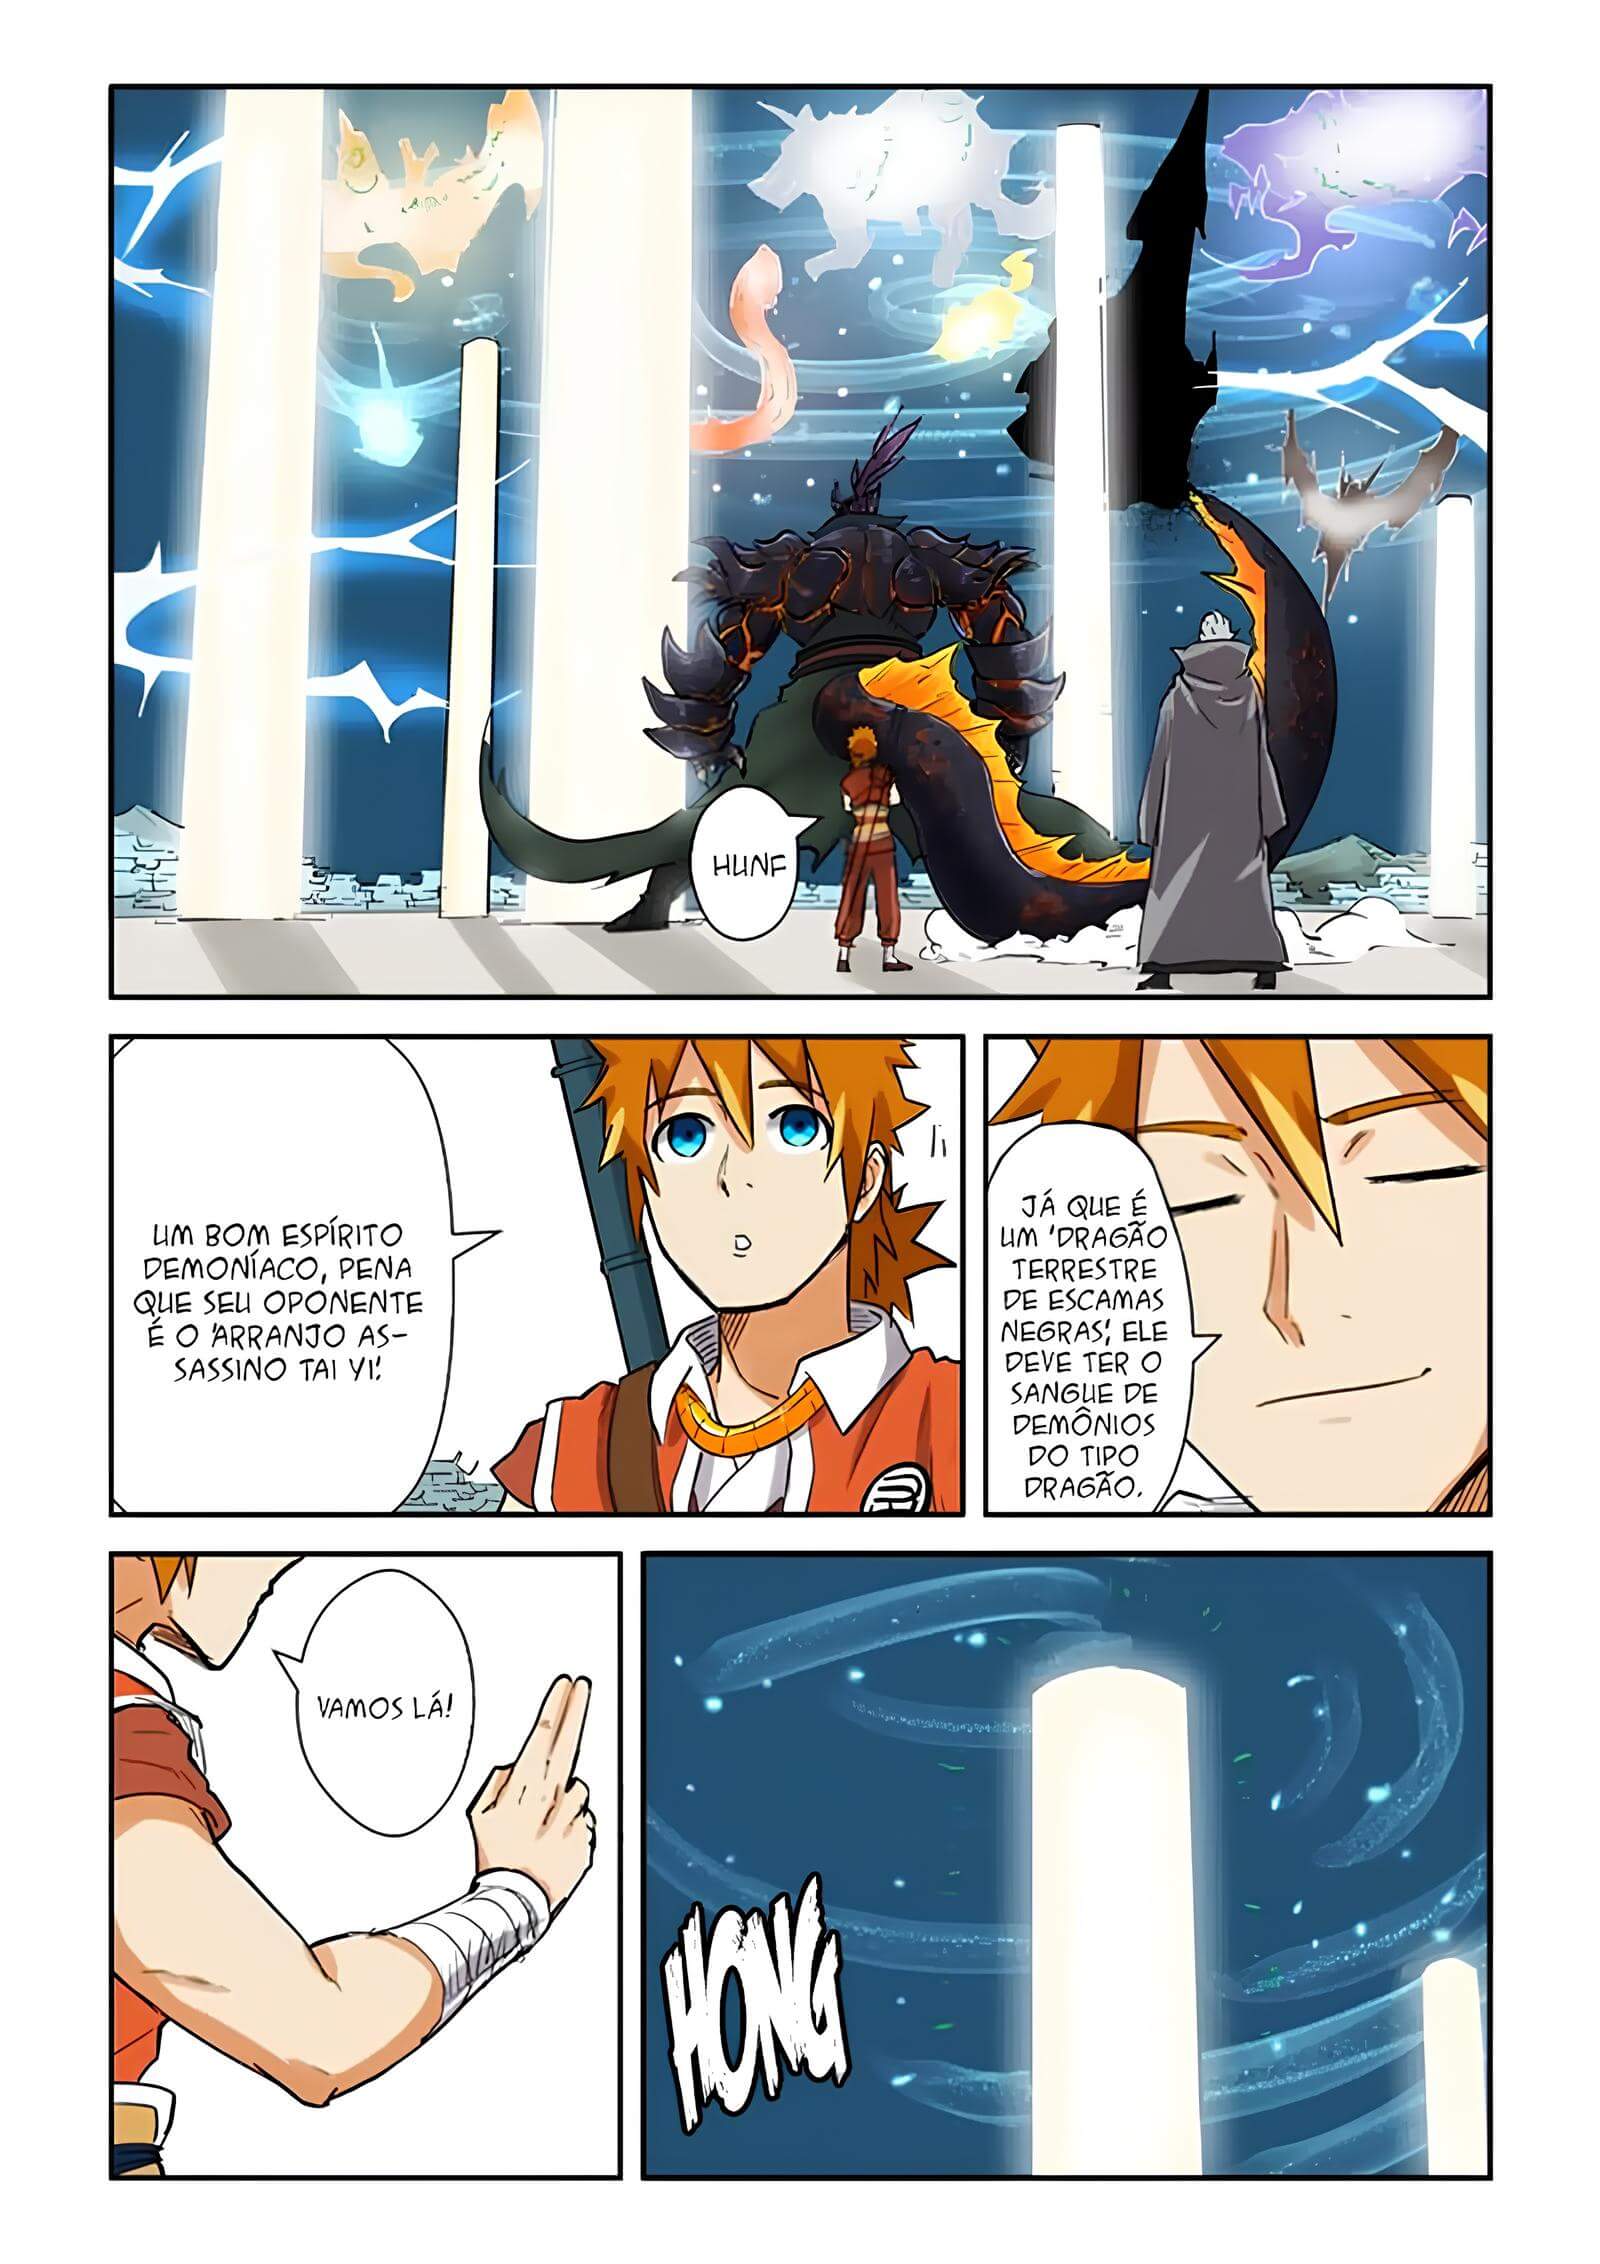 HUNF
UM BOM ESPÍRITO
DEMONÍACO, PENA
QUE SEU OPONENTE
É O 'ARRANJO AS-
SASSINO TAI YI'.
JÁ QUE É
UM 'DRAGÃO
TERRESTRE
DE ESCAMAS
NEGRAS', ELE
DEVE TER O
SANGUE DE
DEMÔNIOS
DO TIPO
DRAGÃO.
VAMOS LÁ!
HONG